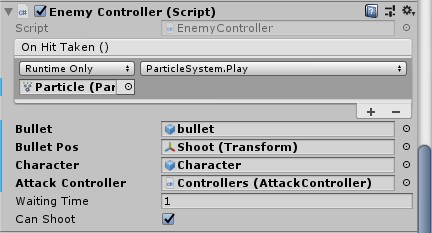 Enemy Controller (Script)
Script EnemyController
On Hit Taken ()
Runtime Only ParticleSystem.Play
Particle (Par
Bullet bullet
Bullet Pos Shoot (Transform)
Character Character
Attack Controller Controllers (AttackController)
Waiting Time 1
Can Shoot